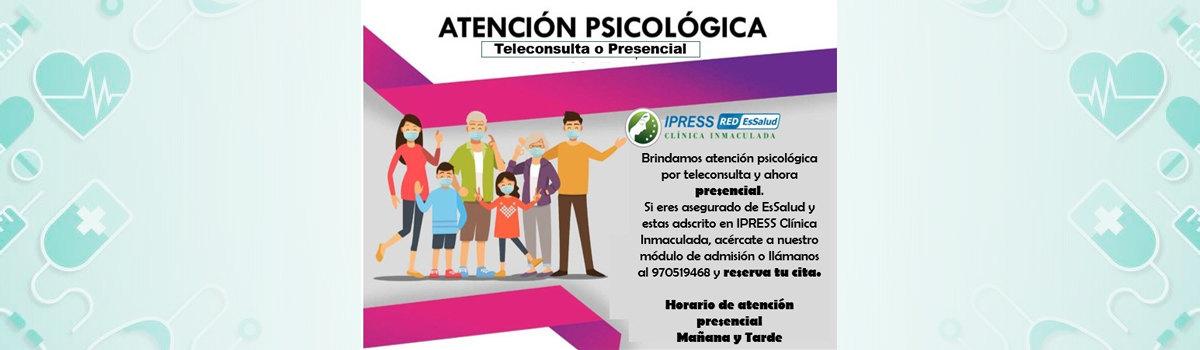 ATENCIÓN PSICOLÓGICA
Teleconsulta o Presencial
IPRESS RED EsSalud
CLÍNICA INMACULADA
Brindamos atención psicológica
por teleconsulta y ahora
presencial.
Si eres asegurado de EsSalud y
estas adscrito en IPRESS Clínica
Inmaculada, acércate a nuestro
módulo de admisión o llámanos
al 970519468 y reserva tu cita.
Horario de atención
presencial
Mañana y Tarde